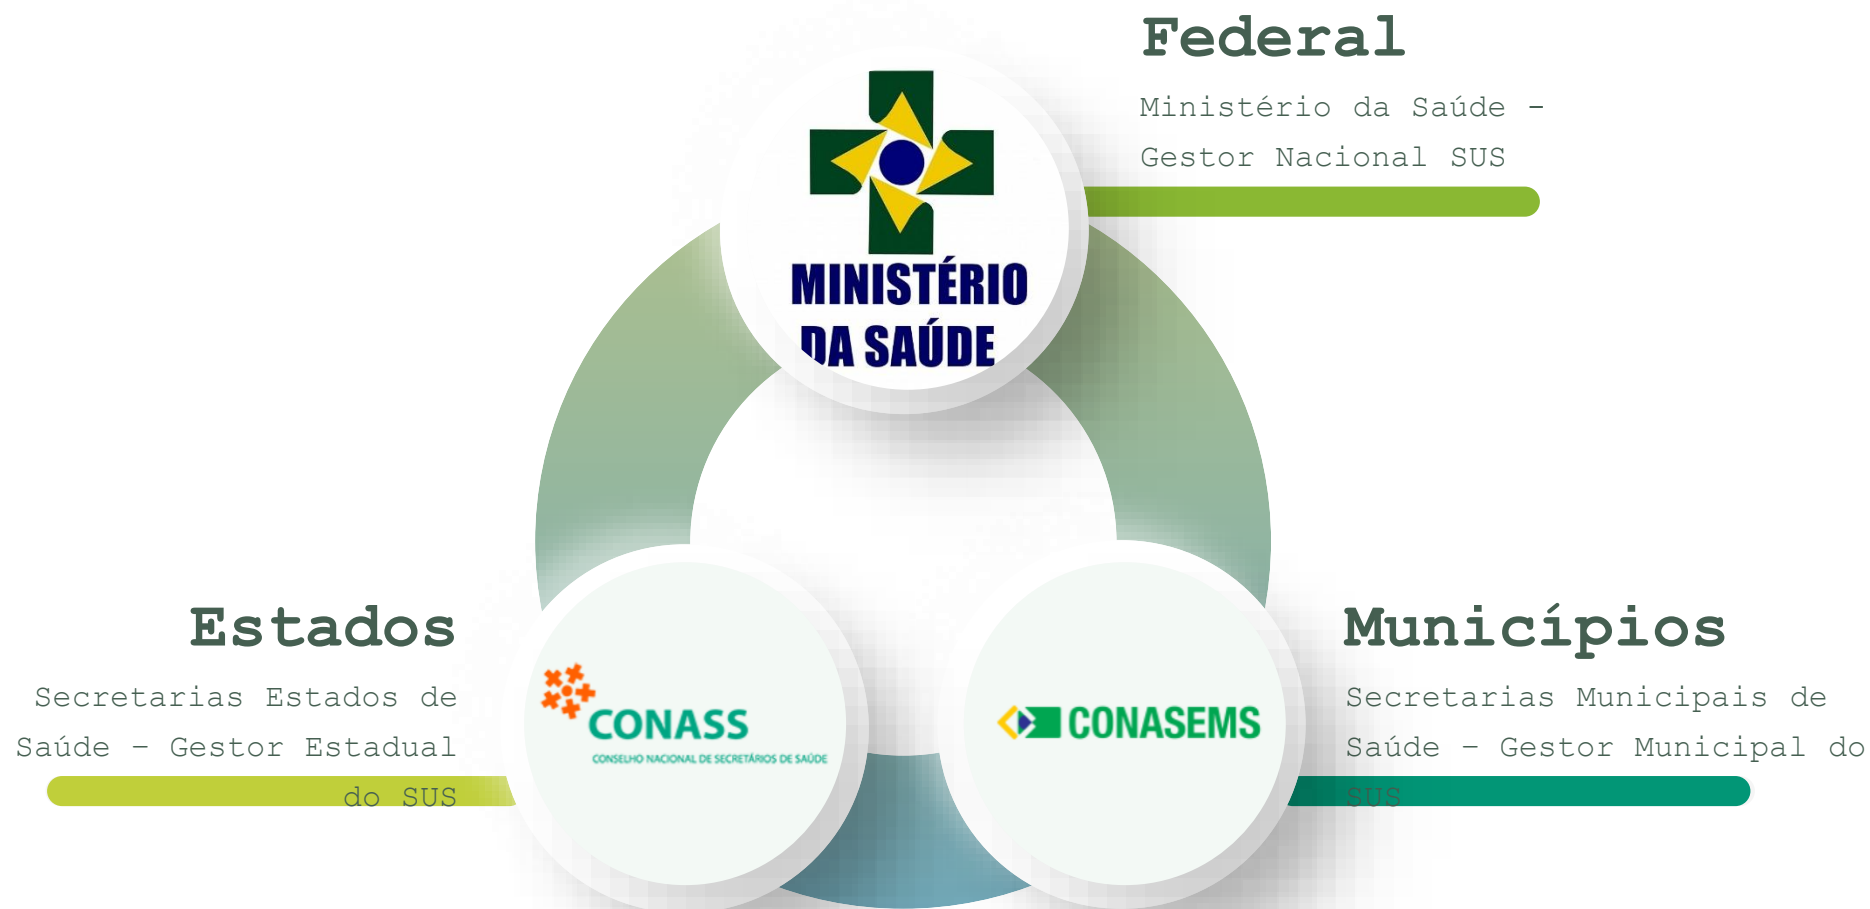 Federal
Ministério da Saúde -
Gestor Nacional SUS
MINISTÉRIO
DA SAÚDE
Estados
Secretarias Estados de
Saúde – Gestor Estadual
do SUS
CONASS
CONSELHO NACIONAL DE SECRETÁRIOS DE SAÚDE
CONASEMS
Municípios
Secretarias Municipais de
Saúde – Gestor Municipal do
SUS